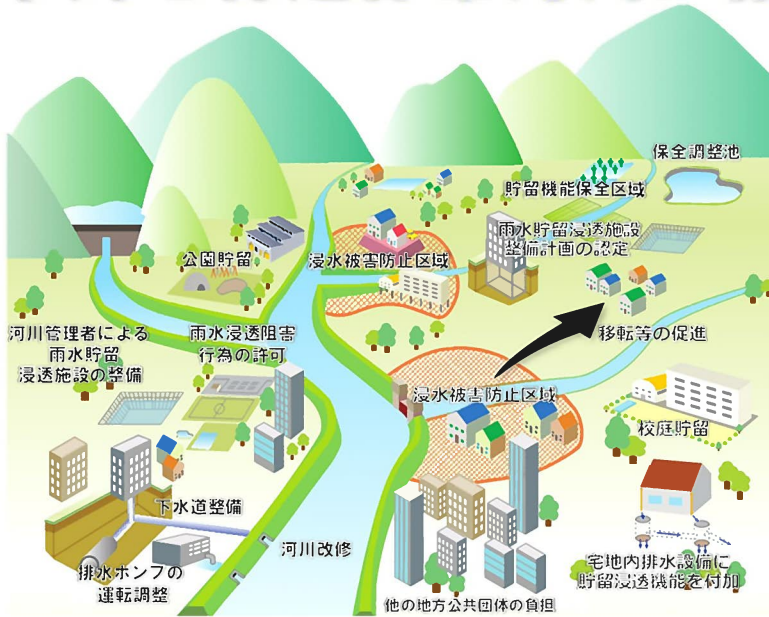 保全調整池
貯留機能保全区域
雨水貯留浸透施設
整備計画の認定
公園貯留
浸水被害防止区域
河川管理者による
雨水貯留
浸透施設の整備
雨水浸透阻害
行為の許可
移転等の促進
浸水被害防止区域
校庭貯留
下水道整備
排水ポンプの
運転調整
河川改修
他の地方公共団体の負担
宅地内排水設備に
貯留浸透機能を付加